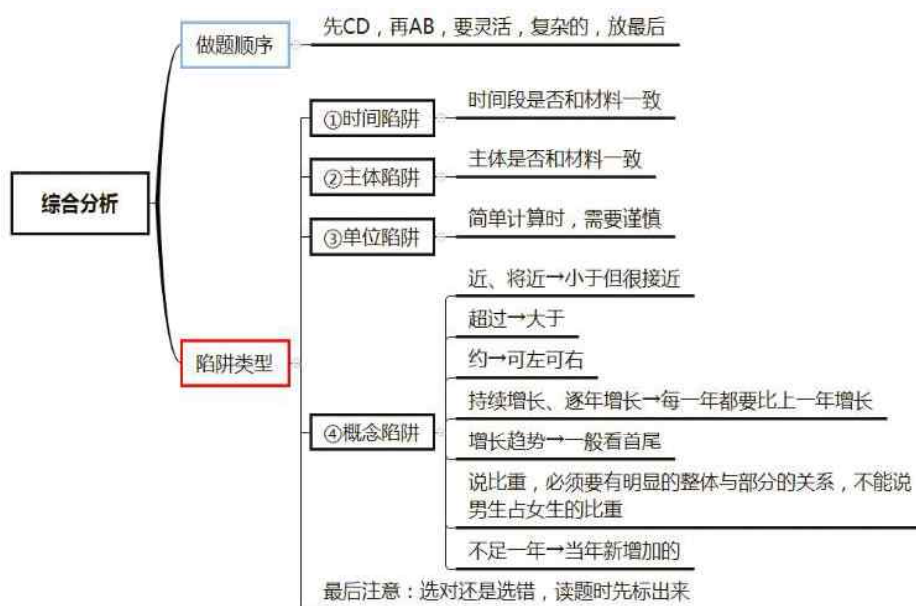 综合分析
做题顺序
先CD，再AB，要灵活，复杂的，放最后
陷阱类型
①时间陷阱
时间段是否和材料一致
②主体陷阱
主体是否和材料一致
③单位陷阱
简单计算时，需要谨慎
④概念陷阱
近、将近→小于但很接近
超过→大于
约→可左可右
持续增长、逐年增长→每一年都要比上一年增长
增长趋势→一般看首尾
说比重，必须要有明显的整体与部分的关系，不能说
男生占女生的比重
不足一年→当年新增加的
最后注意：选对还是选错，读题时先标出来